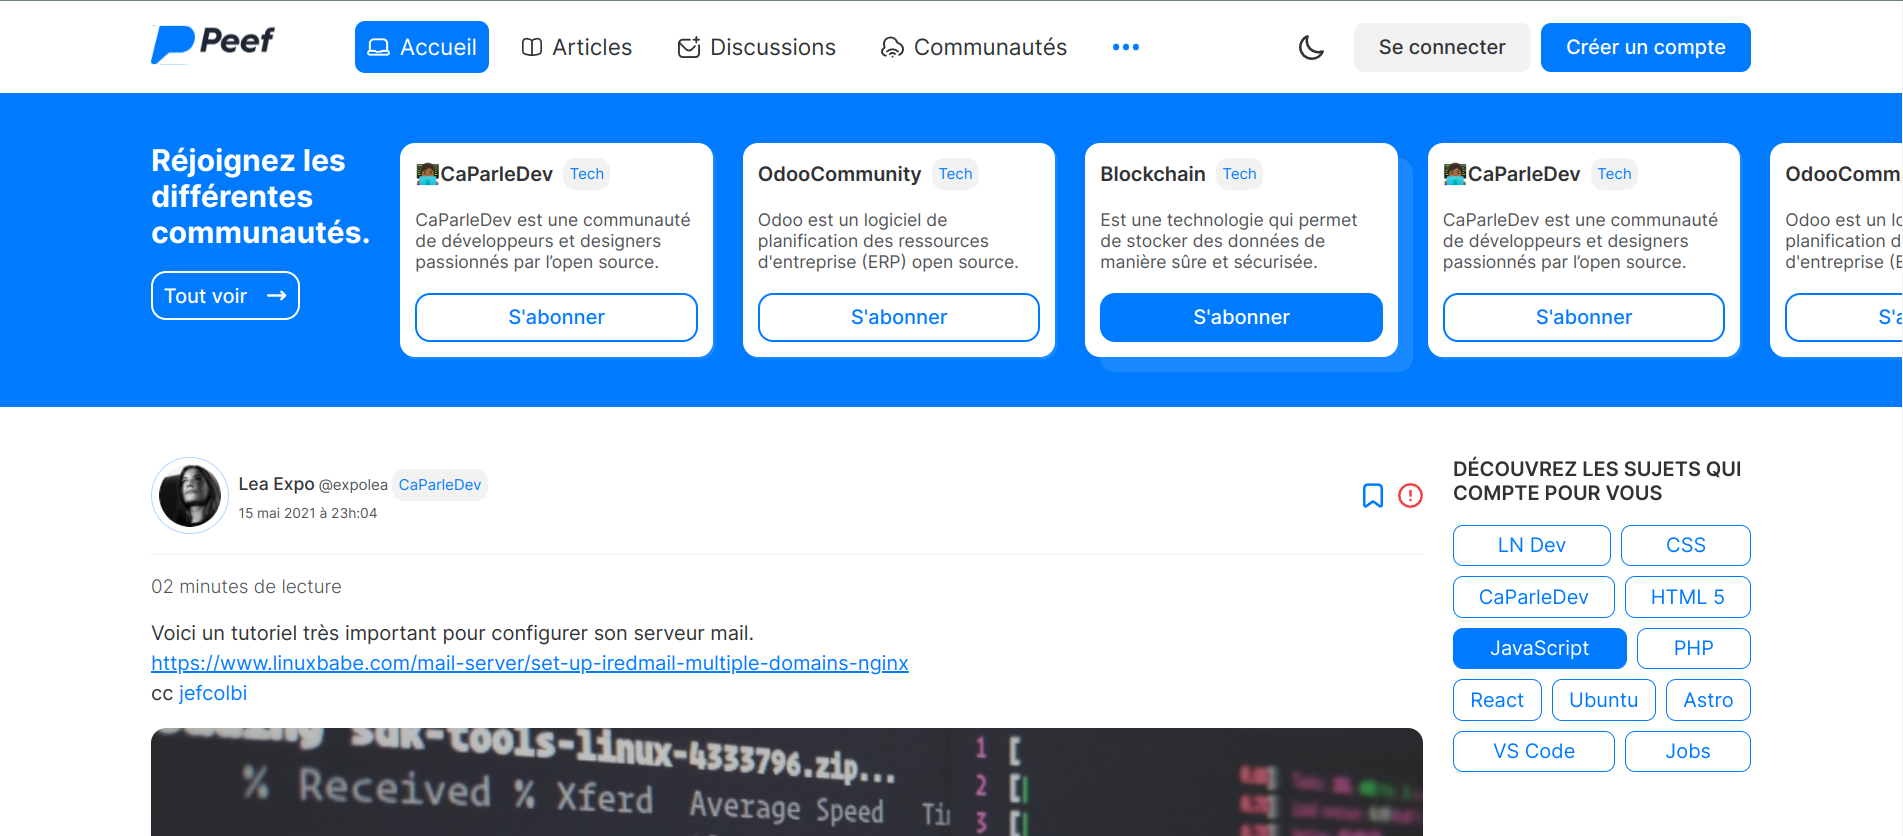 Peef
Accueil
Articles
Discussions
Communautés
Se connecter
Créer un compte
Réjoignez les
différentes
communautés.
Tout voir →
CaParleDev Tech
CaParleDev est une communauté
de développeurs et designers
passionnés par l’open source.
S'abonner
OdooCommunity Tech
Odoo est un logiciel de
planification des ressources
d'entreprise (ERP) open source.
S'abonner
Blockchain Tech
Est une technologie qui permet
de stocker des données de
manière sûre et sécurisée.
S'abonner
CaParleDev Tech
CaParleDev est une communauté
de développeurs et designers
passionnés par l’open source.
S'abonner
OdooComm
Odoo est un lo
planification d
d'entreprise (E
S'a
Lea Expo @expolea CaParleDev
15 mai 2021 à 23h:04
02 minutes de lecture
Voici un tutoriel très important pour configurer son serveur mail.
https://www.linuxbabe.com/mail-server/set-up-iredmail-multiple-domains-nginx
cc jefcolbi
sdk-tools-linux-4333796.zip...
% Received % Xferd Average Speed Ti
1 [
2 [
3 [
DÉCOUVREZ LES SUJETS QUI
COMPTE POUR VOUS
LN Dev
CSS
CaParleDev
HTML 5
JavaScript
PHP
React
Ubuntu
Astro
VS Code
Jobs